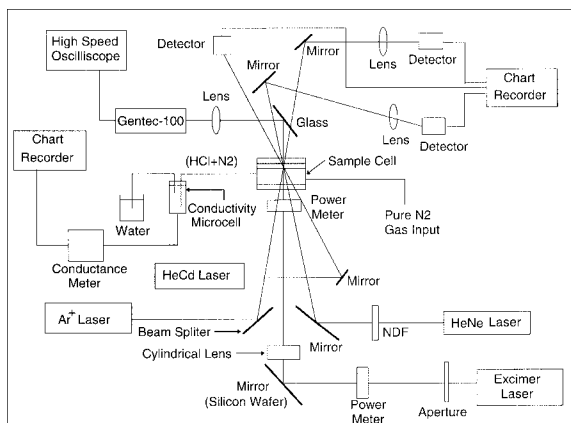 High Speed
Oscilliscope
Detector
Mirror
Mirror
Lens
Detector
Chart
Recorder
Lens
Gentec-100
Glass
Lens
Detector
Chart
Recorder
(HCl+N2)
Sample Cell
Power
Meter
Pure N2
Gas Input
Water
Conductivity
Microcell
Conductance
Meter
HeCd Laser
Mirror
Ar+ Laser
Beam Spliter
Mirror
NDF
HeNe Laser
Cylindrical Lens
Mirror
(Silicon Wafer)
Power
Meter
Aperture
Excimer
Laser